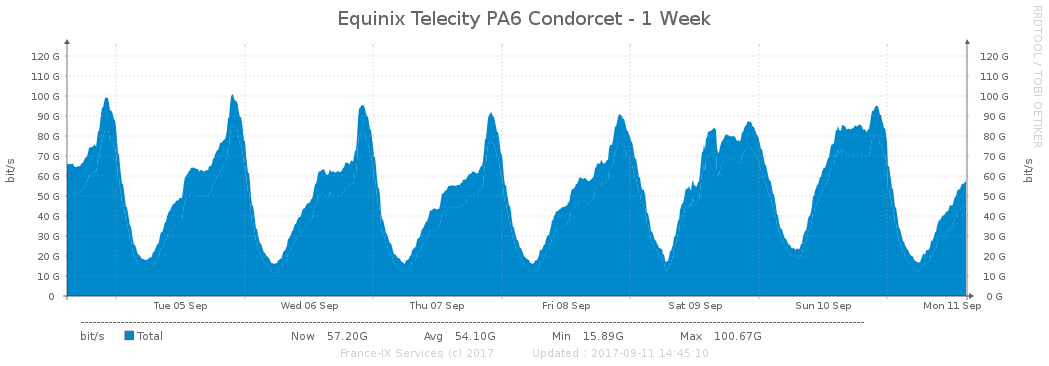 Equinix Telecity PA6 Condorcet - 1 Week
RRDTOOL / TOBI OETIKER
bit/s
120 G 120 G
110 G 110 G
100 G 100 G
90 G 90 G
80 G 80 G
70 G 70 G
60 G 60 G
50 G 50 G
40 G 40 G
30 G 30 G
20 G 20 G
10 G 10 G
0 0 G
bit/s
Tue 05 Sep Wed 06 Sep Thu 07 Sep Fri 08 Sep Sat 09 Sep Sun 10 Sep Mon 11 Sep
bit/s Total Now 57.20G Avg 54.10G Min 15.89G Max 100.67G
France-IX Services (c) 2017 Updated : 2017-09-11 14:45:10